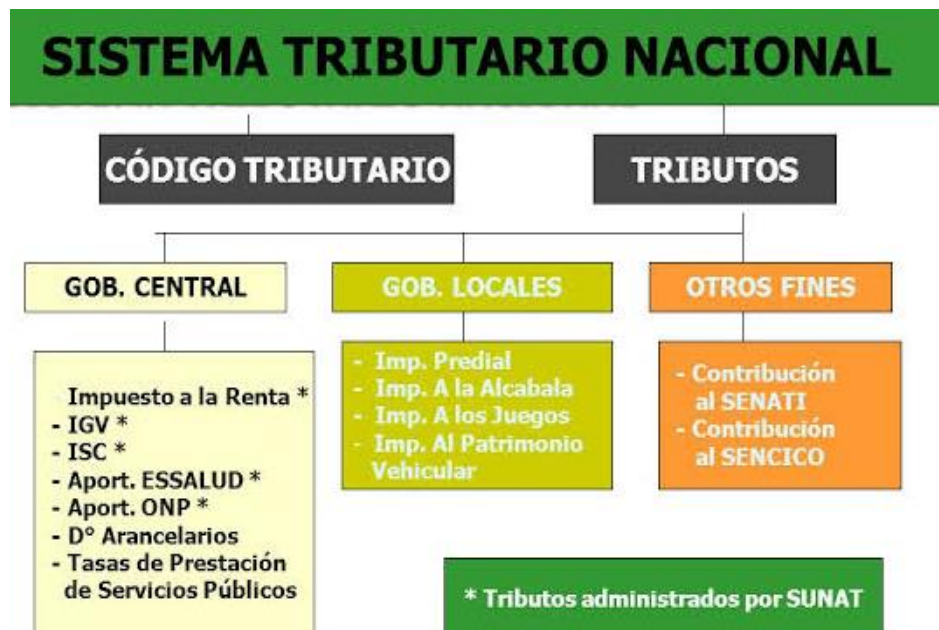 SISTEMA TRIBUTARIO NACIONAL
CÓDIGO TRIBUTARIO
TRIBUTOS
GOB. CENTRAL
GOB. LOCALES
OTROS FINES
- Impuesto a la Renta *
- IGV *
- ISC *
- Aport. ESSALUD *
- Aport. ONP *
- D° Arancelarios
- Tasas de Prestación
de Servicios Públicos
- Imp. Predial
- Imp. A la Alcabala
- Imp. A los Juegos
- Imp. Al Patrimonio
Vehicular
- Contribución
al SENATI
- Contribución
al SENCICO
* Tributos administrados por SUNAT